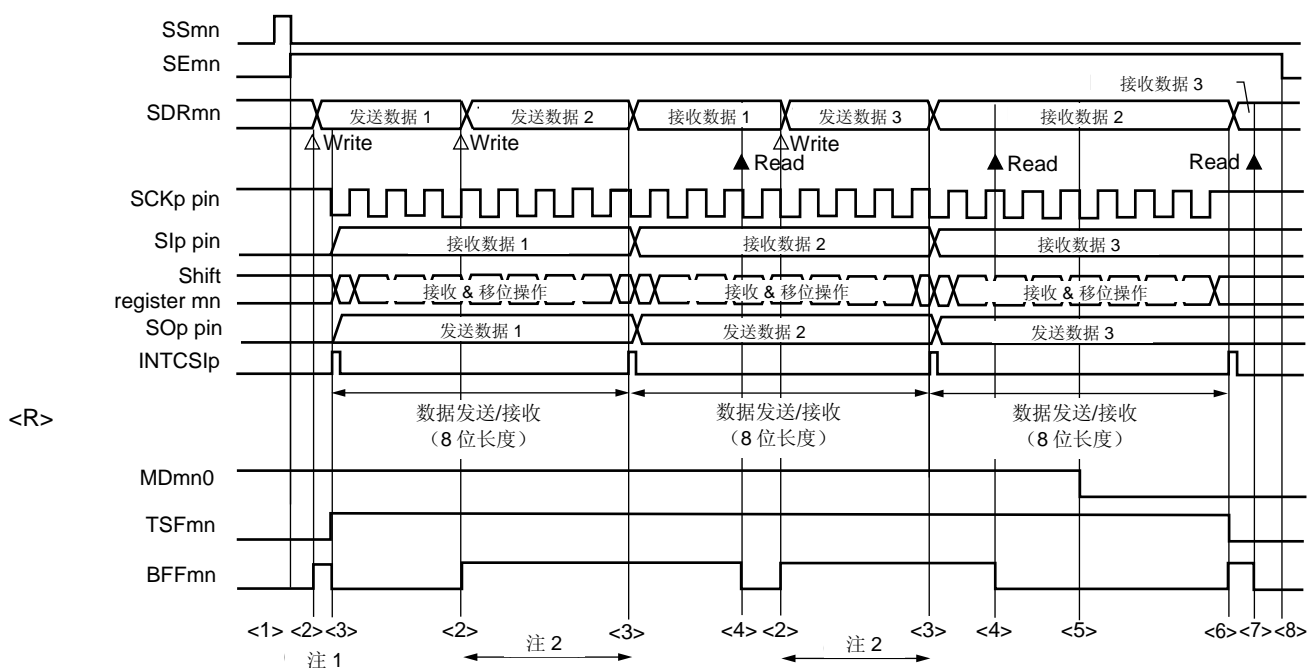 SSmn
SEmn
接收数据 3
SDRmn 发送数据 1 发送数据 2 接收数据 1 发送数据 3 接收数据 2
Write Write Write
Read Read Read
SCKp pin
SIp pin 接收数据 1 接收数据 2 接收数据 3
Shift
register mn 接收 & 移位操作 接收 & 移位操作 接收 & 移位操作
SOp pin 发送数据 1 发送数据 2 发送数据 3
INTCSIp
<R> 数据发送/接收 数据发送/接收 数据发送/接收
（8 位长度） （8 位长度） （8 位长度）
MDmn0
TSFmn
BFFmn
<1> <2> <3> <2> <3> <4> <2> <3> <4> <5> <6> <7> <8>
注 1 注 2 注 2